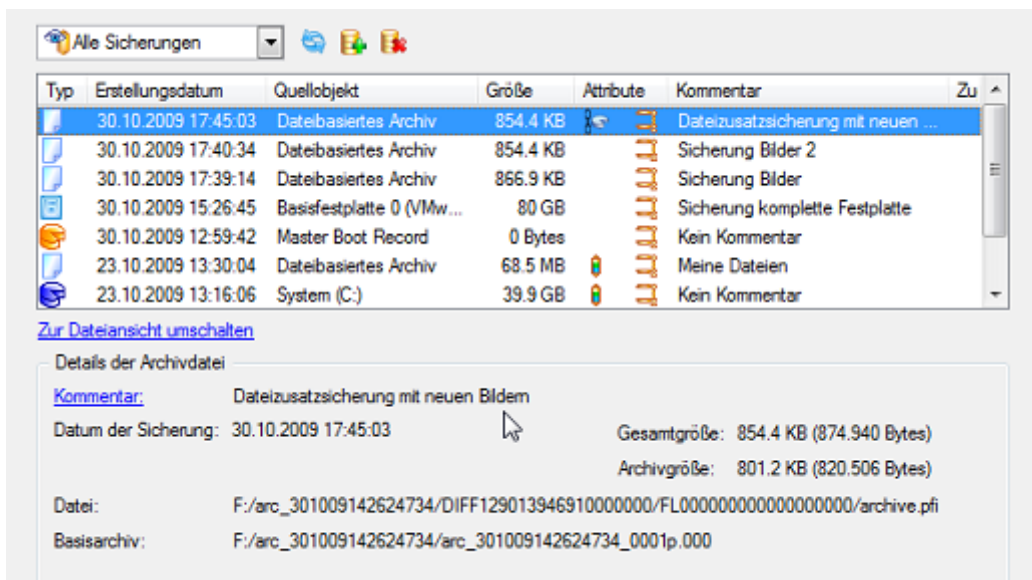 Alle Sicherungen
Typ Erstellungsdatum Quellobjekt Größe Attribute Kommentar Zu
30.10.2009 17:45:03 Dateibasiertes Archiv 854.4 KB Dateizusatzsicherung mit neuen ...
30.10.2009 17:40:34 Dateibasiertes Archiv 854.4 KB Sicherung Bilder 2
30.10.2009 17:39:14 Dateibasiertes Archiv 866.9 KB Sicherung Bilder
30.10.2009 15:26:45 Basisfestplatte 0 (VMw... 80 GB Sicherung komplette Festplatte
30.10.2009 12:59:42 Master Boot Record 0 Bytes Kein Kommentar
23.10.2009 13:30:04 Dateibasiertes Archiv 68.5 MB Meine Dateien
23.10.2009 13:16:06 System (C:) 39.9 GB Kein Kommentar
Zur Dateiansicht umschalten
Details der Archivdatei
Kommentar: Dateizusatzsicherung mit neuen Bildern
Datum der Sicherung: 30.10.2009 17:45:03 Gesamtgröße: 854.4 KB (874.940 Bytes)
Archivgröße: 801.2 KB (820.506 Bytes)
Datei: F:/arc_301009142624734/DIFF129013946910000000/FL000000000000000000/archive.pfi
Basisarchiv: F:/arc_301009142624734/arc_301009142624734_0001p.000